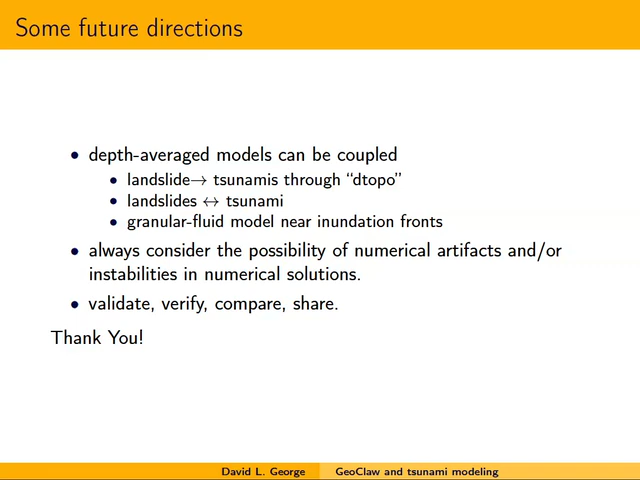 Some future directions
• depth-averaged models can be coupled
• landslide→ tsunamis through “dtopo”
• landslides ↔ tsunami
• granular-fluid model near inundation fronts
• always consider the possibility of numerical artifacts and/or
instabilities in numerical solutions.
• validate, verify, compare, share.
Thank You!
David L. George GeoClaw and tsunami modeling